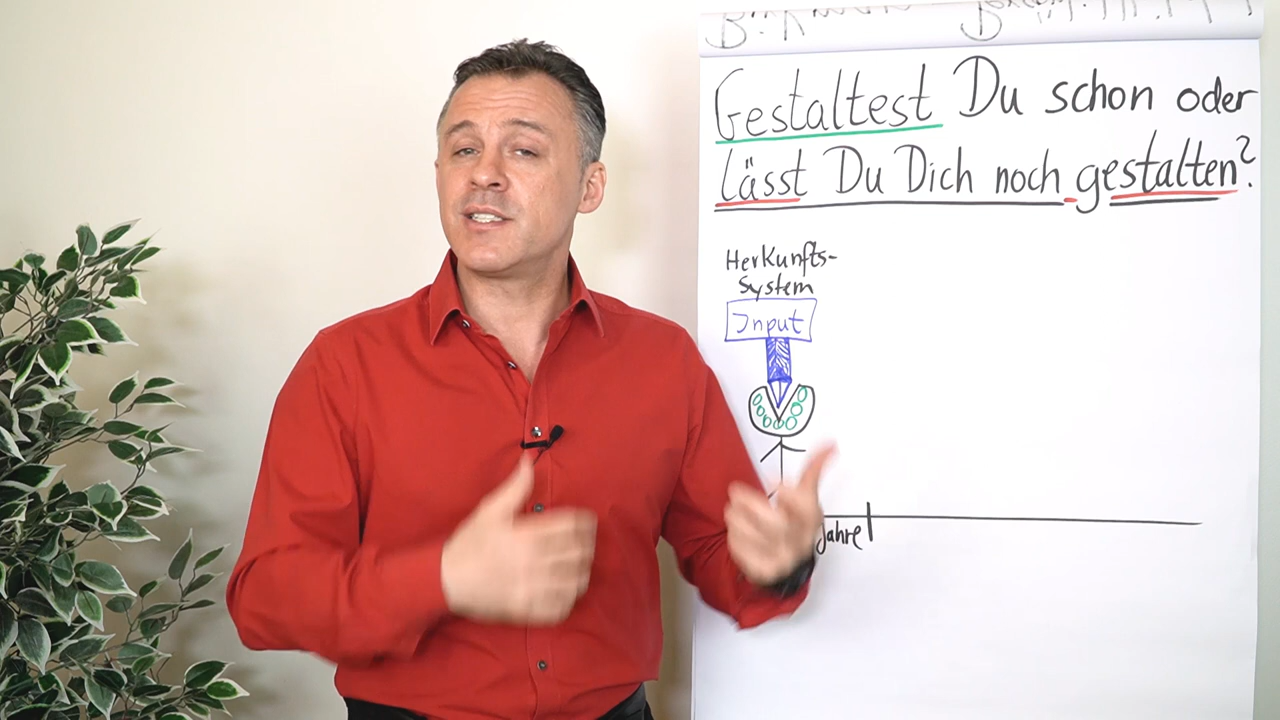 Gestaltest Du schon oder
lässt Du Dich noch gestalten?
Herkunfts-
System
Input
Jahre